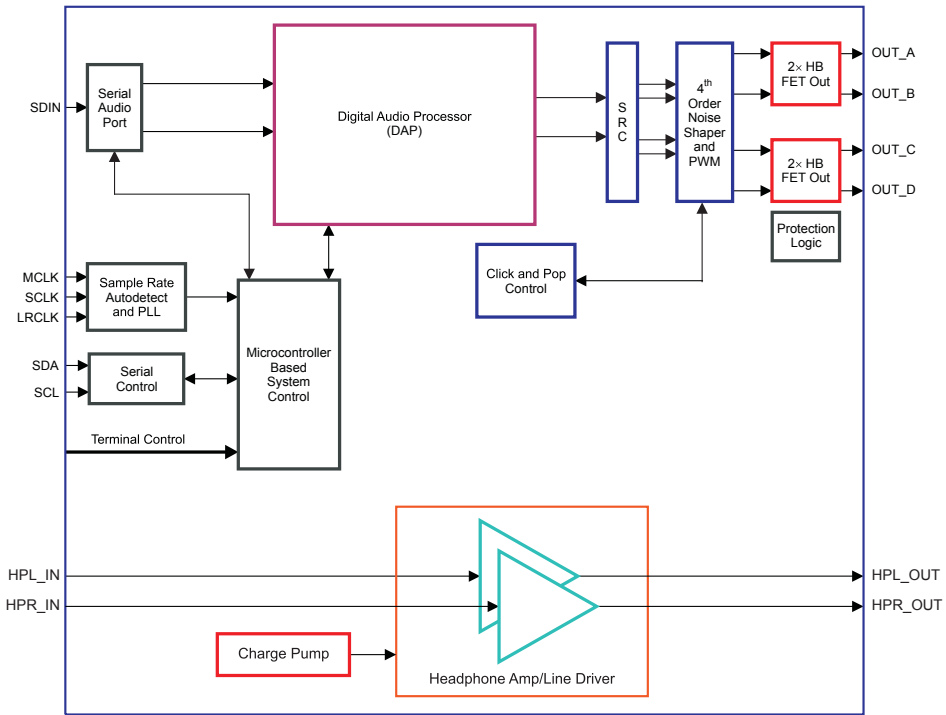 SDIN
Serial
Audio
Port
Digital Audio Processor
(DAP)
S
R
C
4th
Order
Noise
Shaper
and
PWM
2× HB
FET Out
OUT_A
OUT_B
2× HB
FET Out
OUT_C
OUT_D
Protection
Logic
Click and Pop
Control
MCLK
SCLK
LRCLK
Sample Rate
Autodetect
and PLL
SDA
SCL
Serial
Control
Microcontroller
Based
System
Control
Terminal Control
HPL_IN
HPR_IN
HPL_OUT
HPR_OUT
Charge Pump
Headphone Amp/Line Driver